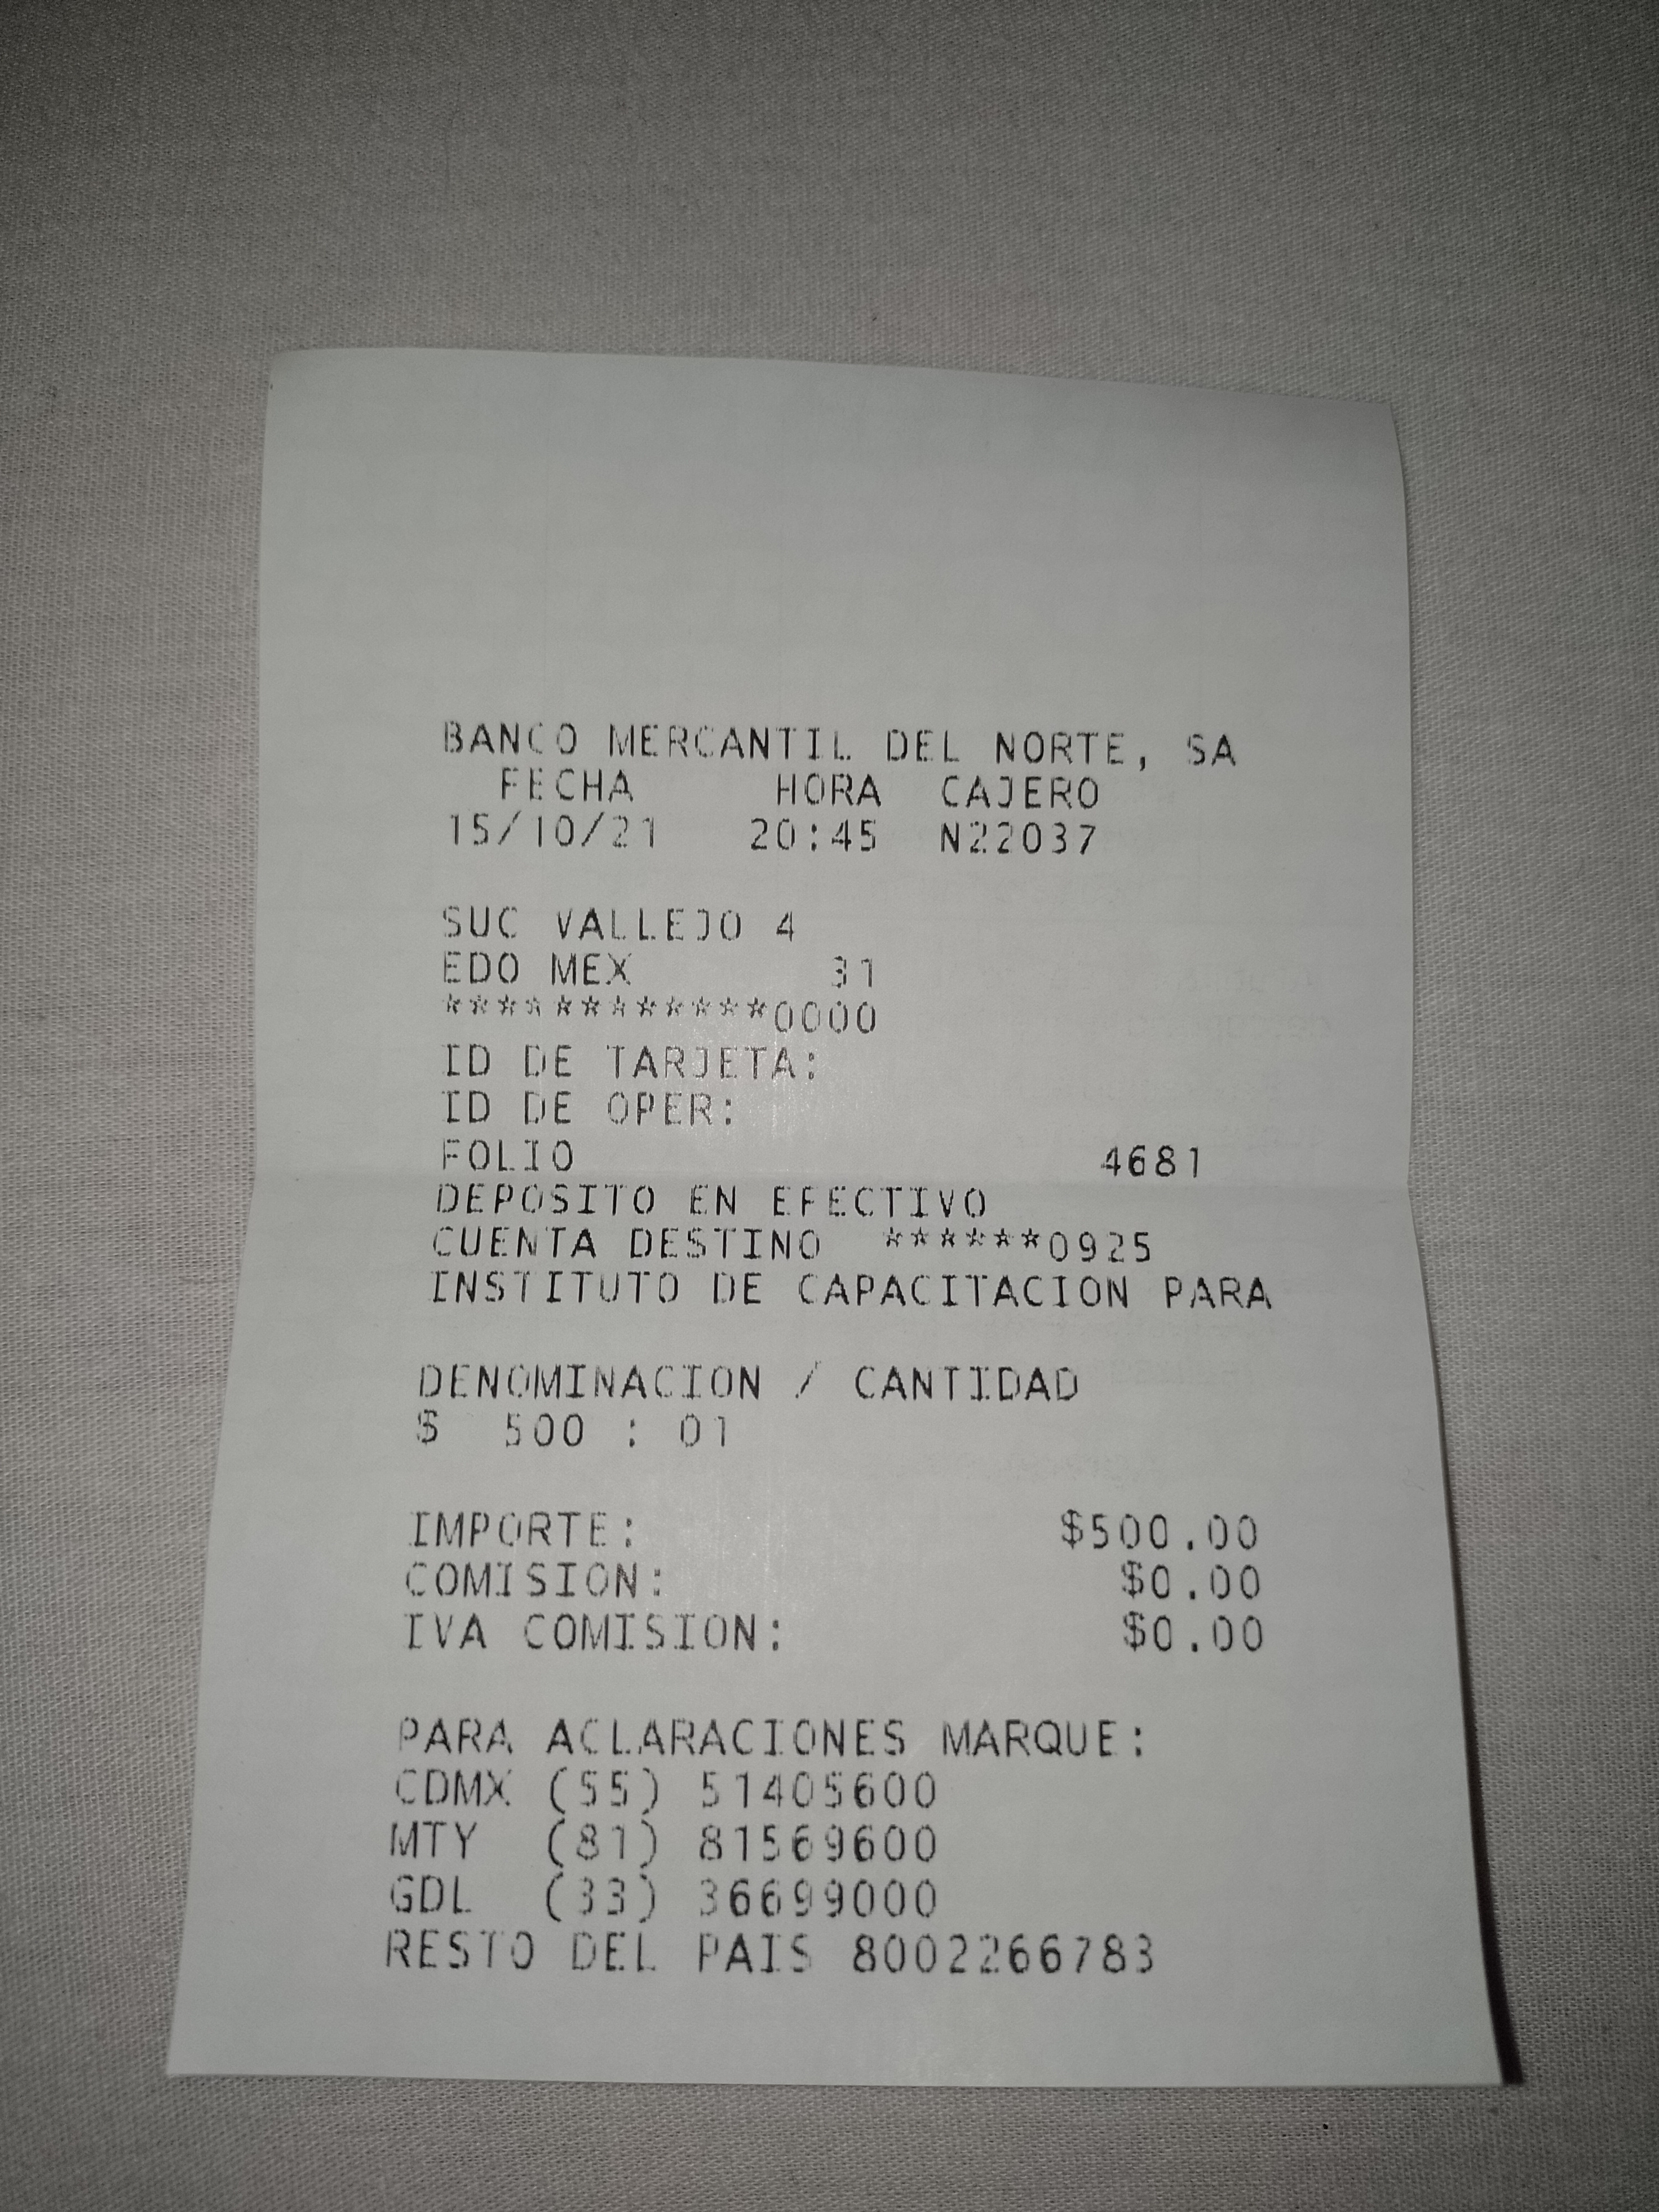 BANCO MERCANTIL DEL NORTE, SA
FECHA HORA CAJERO
15/10/21 20:45 N22037
SUC VALLEJO 4
EDO MEX 31
************0000
ID DE TARJETA:
ID DE OPER:
FOLIO 4681
DEPOSITO EN EFECTIVO
CUENTA DESTINO ******0925
INSTITUTO DE CAPACITACION PARA
DENOMINACION / CANTIDAD
$ 500 : 01
IMPORTE: $500.00
COMISION: $0.00
IVA COMISION: $0.00
PARA ACLARACIONES MARQUE:
CDMX (55) 51405600
MTY (81) 81569600
GDL (33) 36699000
RESTO DEL PAIS 8002266783